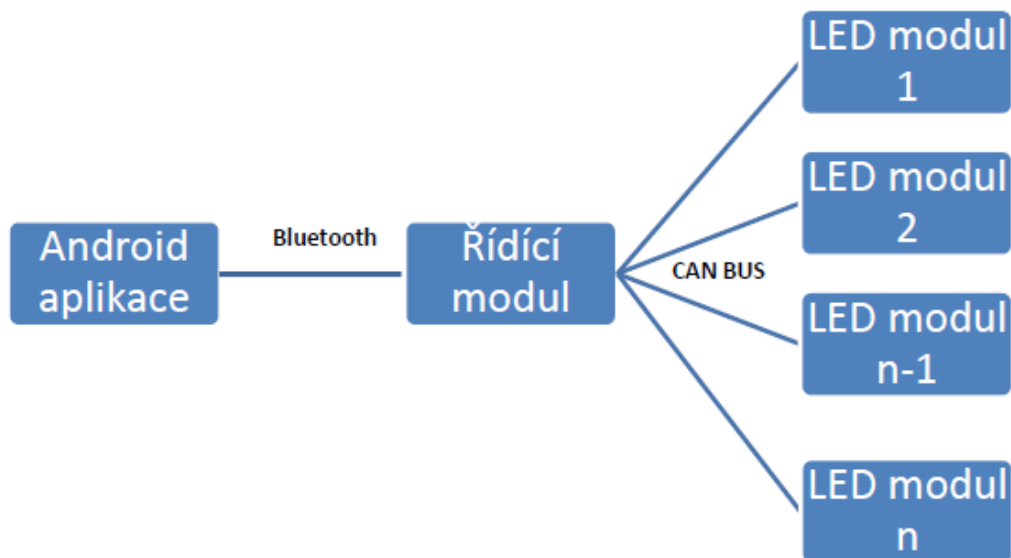 Android
aplikace
Bluetooth
Řídící
modul
CAN BUS
LED modul
1
LED modul
2
LED modul
n-1
LED modul
n